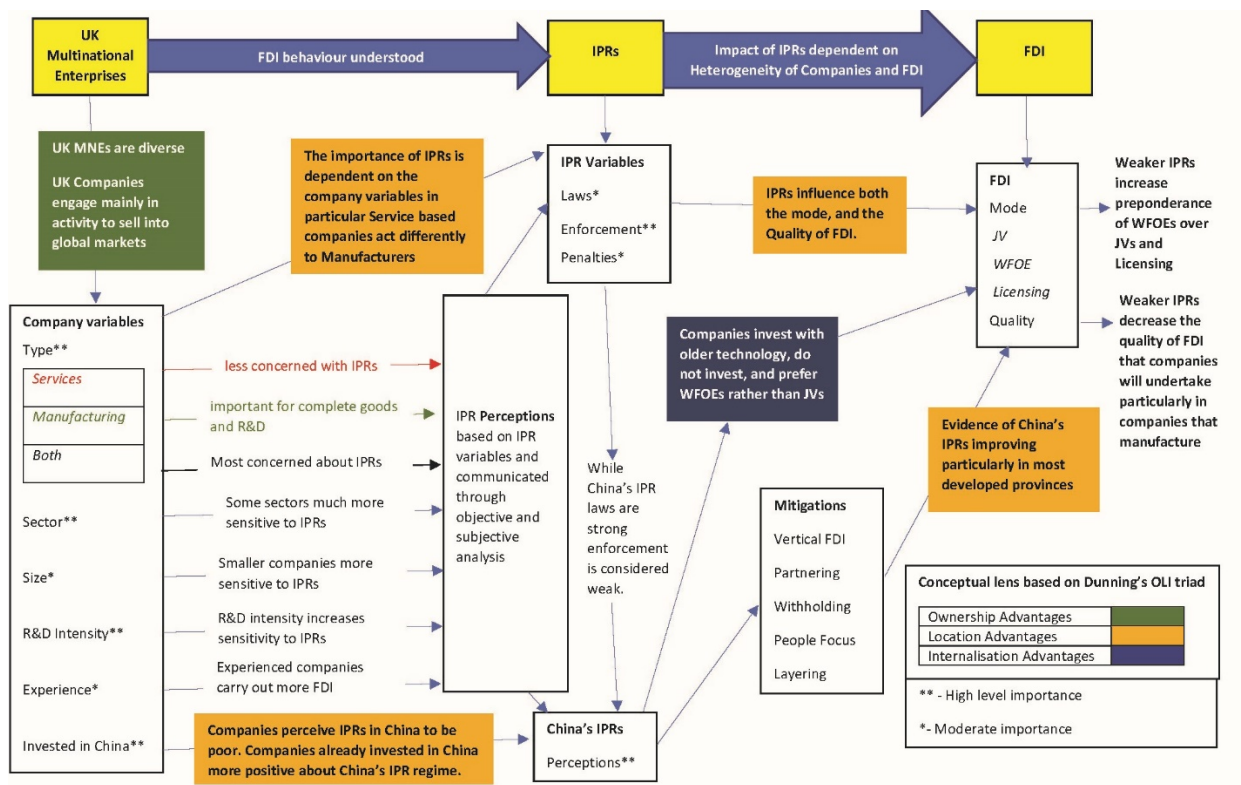 UK
Multinational
Enterprises
FDI behaviour understood
IPRs
Impact of IPRs dependent on
Heterogeneity of Companies and FDI
FDI
UK MNEs are diverse
UK Companies
engage mainly in
activity to sell into
global markets
The importance of IPRs is
dependent on the
company variables in
particular Service based
companies act differently
to Manufacturers
IPR Variables
Laws*
Enforcement**
Penalties*
IPRs influence both
the mode, and the
Quality of FDI.
FDI
Mode
JV
WFOE
Licensing
Quality
Weaker IPRs
increase
preponderance
of WFOEs over
JVs and
Licensing
Weaker IPRs
decrease the
quality of FDI
that companies
will undertake
particularly in
companies that
manufacture
Company variables
Type**
Services
Manufacturing
Both
Sector**
Size*
R&D Intensity**
Experience*
Invested in China**
less concerned with IPRs
important for complete goods
and R&D
Most concerned about IPRs
Some sectors much more
sensitive to IPRs
Smaller companies more
sensitive to IPRs
R&D intensity increases
sensitivity to IPRs
Experienced companies
carry out more FDI
Companies perceive IPRs in China to be
poor. Companies already invested in China
more positive about China's IPR regime.
IPR Perceptions
based on IPR
variables and
communicated
through
objective and
subjective
analysis
While
China's IPR
laws are
strong
enforcement
is considered
weak.
China's IPRs
Perceptions**
Companies invest with
older technology, do
not invest, and prefer
WFOEs rather than JVs
Mitigations
Vertical FDI
Partnering
Withholding
People Focus
Layering
Evidence of China's
IPRs improving
particularly in most
developed provinces
Conceptual lens based on Dunning's OLI triad
Ownership Advantages
Location Advantages
Internalisation Advantages
** - High level importance
*- Moderate importance